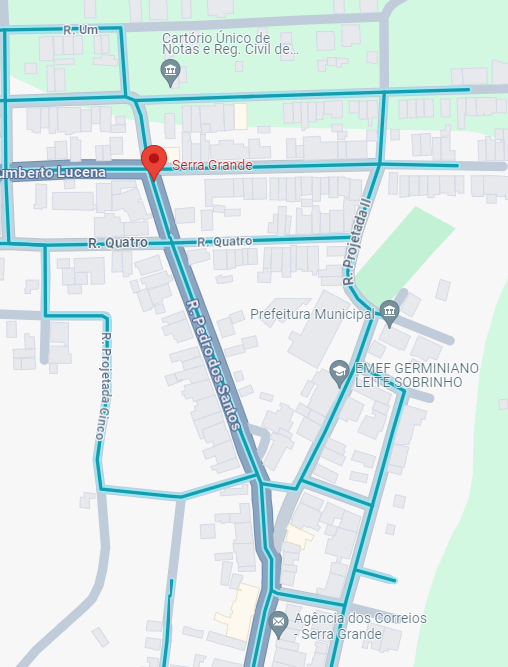 R. Um
Cartório Único de
Notas e Reg. Civil de...
Serra Grande
umberto Lucena
R. Quatro
R. Quatro
R. Projetada II
Prefeitura Municipal
R. Pedro dos Santos
R. Projetada Cinco
EMEF GERMINIANO
LEITE SOBRINHO
Agência dos Correios
- Serra Grande